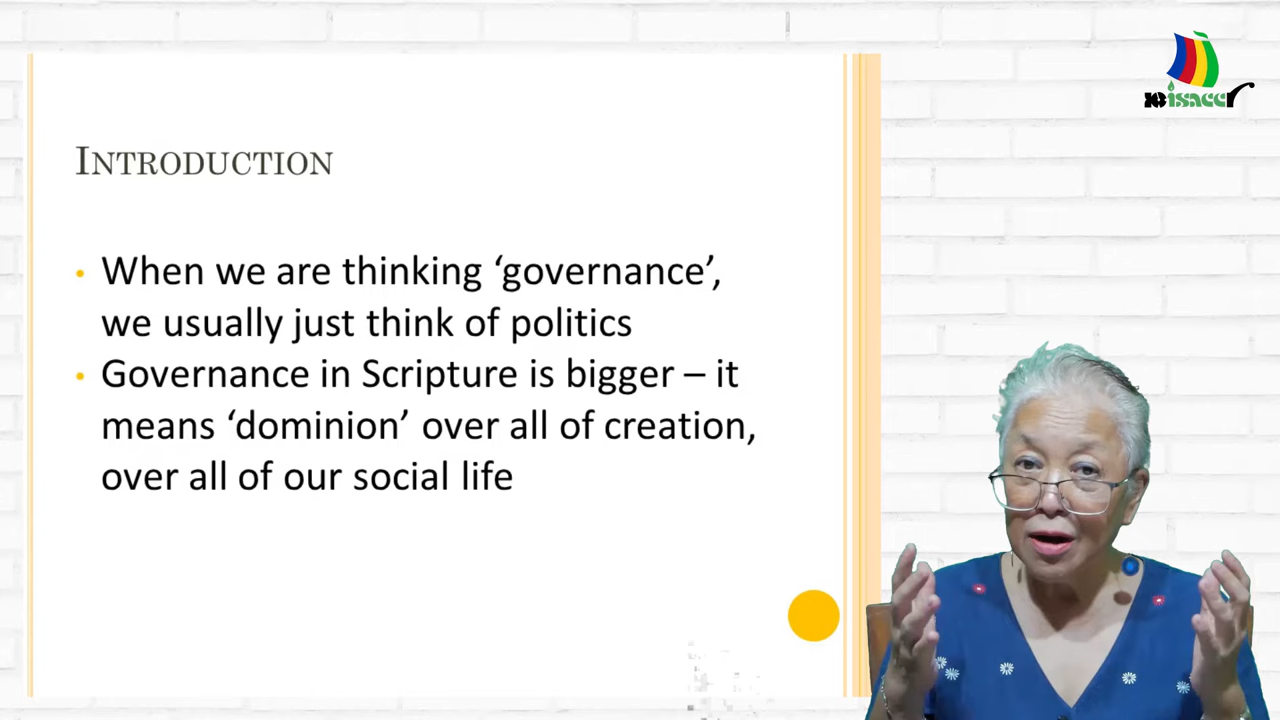 INTRODUCTION
• When we are thinking ‘governance’,
we usually just think of politics
• Governance in Scripture is bigger – it
means ‘dominion’ over all of creation,
over all of our social life
isacc